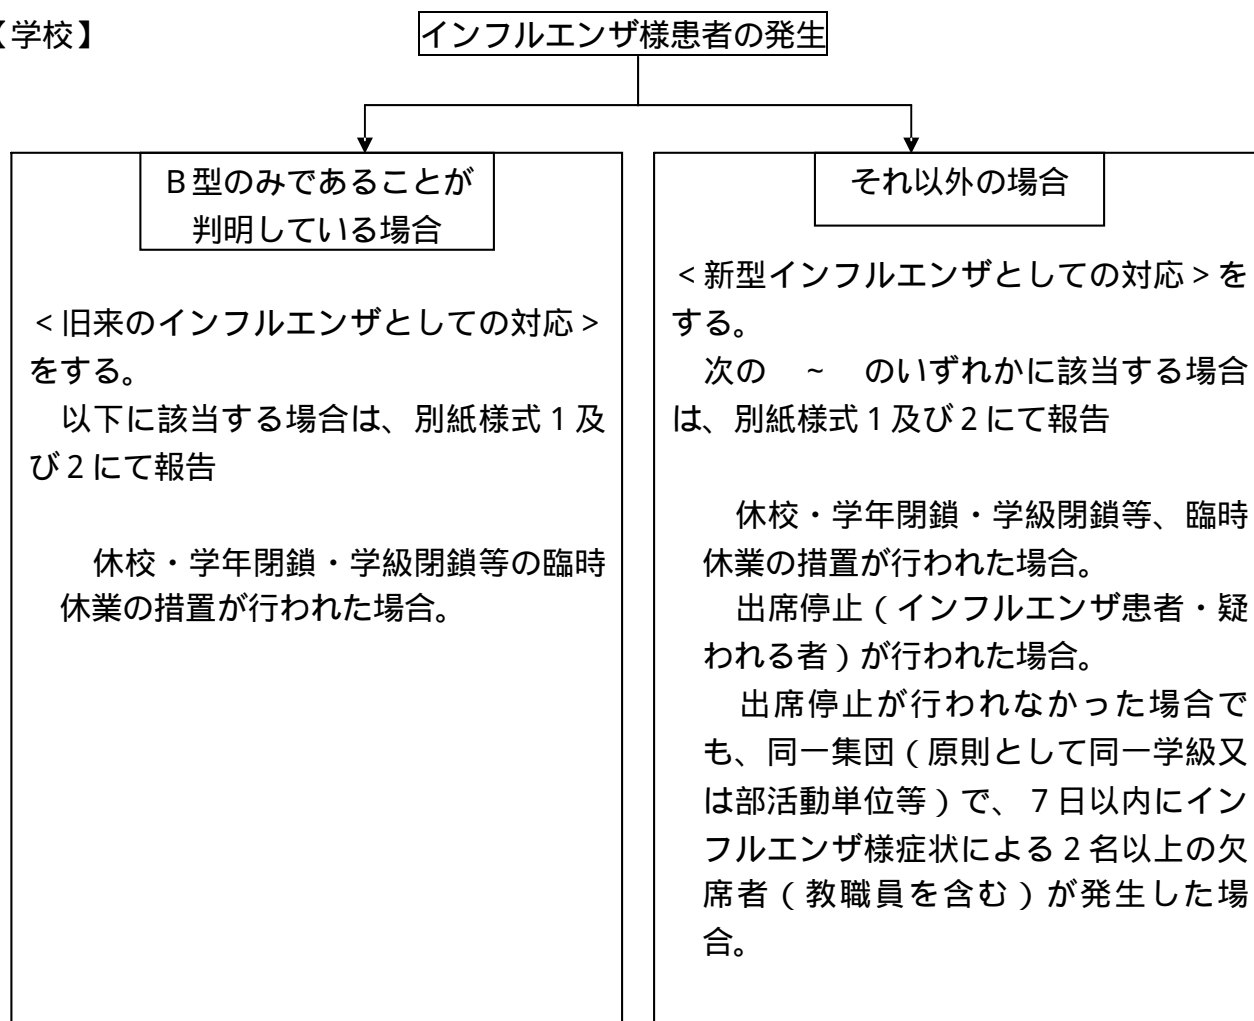 【学校】
インフルエンザ様患者の発生
Ｂ型のみであることが
判明している場合
＜旧来のインフルエンザとしての対応＞
をする。
以下に該当する場合は、別紙様式１及
び２にて報告
休校・学年閉鎖・学級閉鎖等の臨時
休業の措置が行われた場合。
それ以外の場合
＜新型インフルエンザとしての対応＞を
する。
次の　～　のいずれかに該当する場合
は、別紙様式１及び２にて報告
休校・学年閉鎖・学級閉鎖等、臨時
休業の措置が行われた場合。
出席停止（インフルエンザ患者・疑
われる者）が行われた場合。
出席停止が行われなかった場合で
も、同一集団（原則として同一学級又
は部活動単位等）で、７日以内にイン
フルエンザ様症状による２名以上の欠
席者（教職員を含む）が発生した場
合。